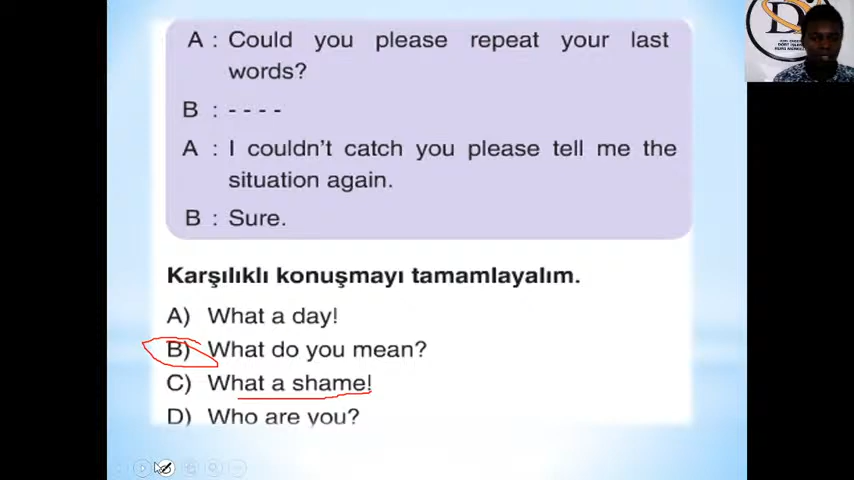 A : Could you please repeat your last
words?
B : - - - -
A : I couldn't catch you please tell me the
situation again.
B : Sure.
Karşılıklı konuşmayı tamamlayalım.
A) What a day!
B) What do you mean?
C) What a shame!
D) Who are you?